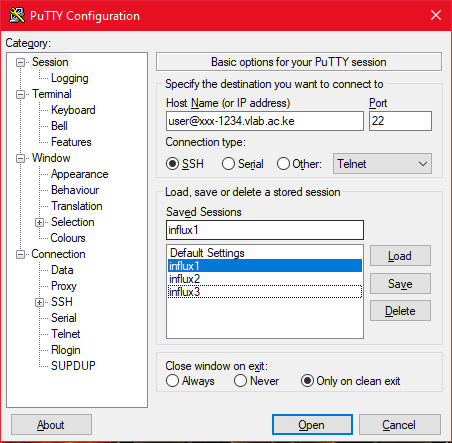 PuTTY Configuration
Category:
Session
Logging
Terminal
Keyboard
Bell
Features
Window
Appearance
Behaviour
Translation
Selection
Colours
Connection
Data
Proxy
SSH
Serial
Telnet
Rlogin
SUPDUP
Basic options for your PuTTY session
Specify the destination you want to connect to
Host Name (or IP address) Port
user@xxx-1234.vlab.ac.ke 22
Connection type:
SSH Serial Other: Telnet
Load, save or delete a stored session
Saved Sessions
influx1
Default Settings
influx1
influx2
influx3
Load
Save
Delete
Close window on exit:
Always Never Only on clean exit
About Open Cancel